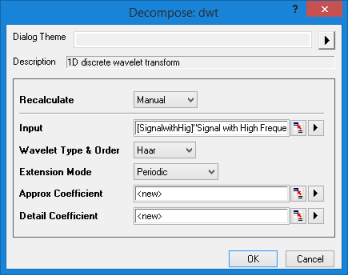 Decompose: dwt
?
Dialog Theme
Description 1D discrete wavelet transform
Recalculate Manual
Input [SignalwithHig]"Signal with High Freque
Wavelet Type & Order Haar
Extension Mode Periodic
Approx Coefficient <new>
Detail Coefficient <new>
OK Cancel